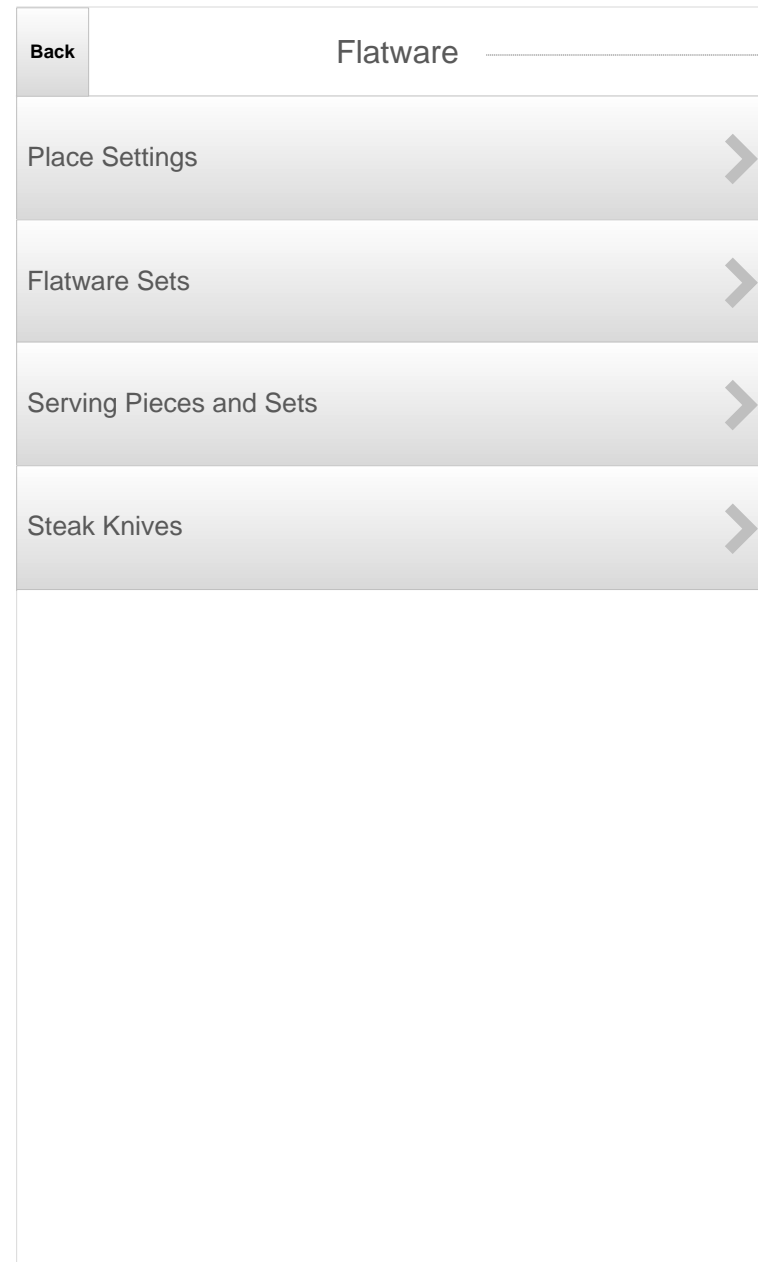 Back
Flatware
Place Settings
Flatware Sets
Serving Pieces and Sets
Steak Knives